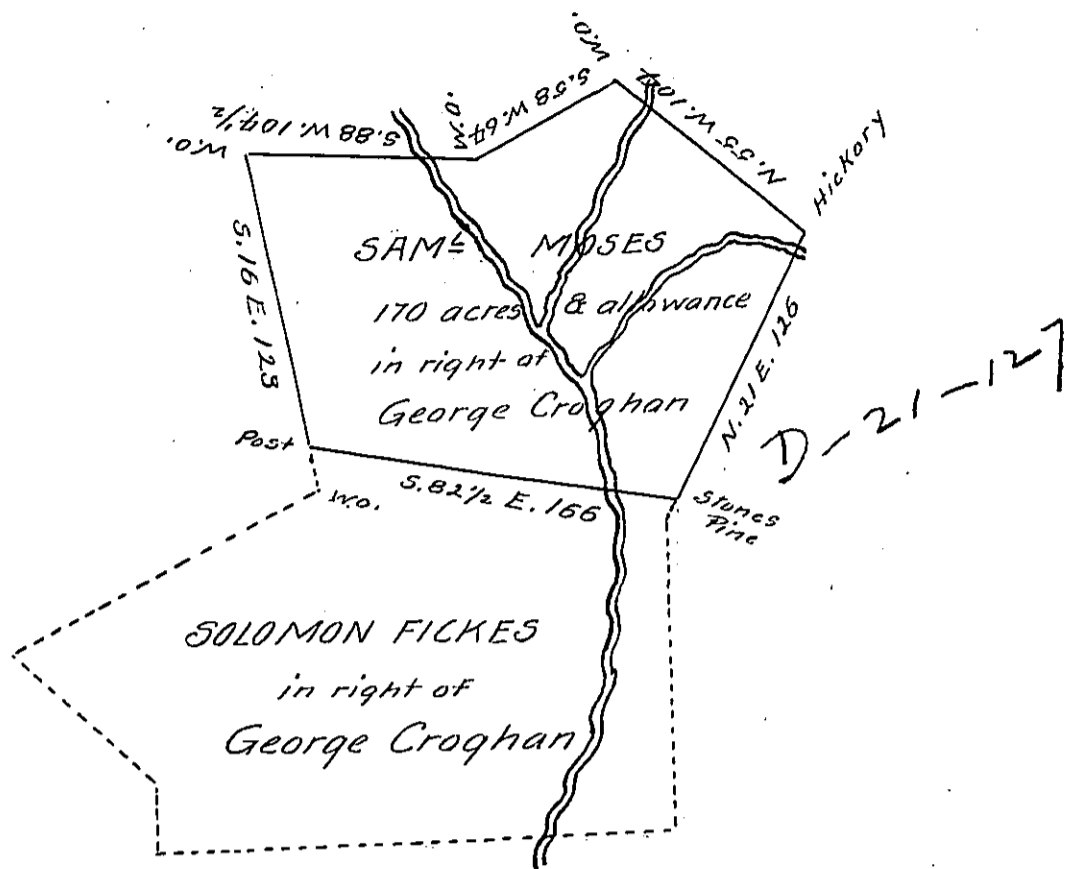 W.O.
S.58 W.64
W.O.
S.88 W.104½
W.O.
N.55 W.104
Hickory
S.16 E.123
SAMᴸ MOSES
170 acres & allowance
in right of
George Croghan
N.21 E.126
D-21-127
Post
S.82½ E.166
W.O.
Stones
Pine
SOLOMON FICKES
in right of
George Croghan